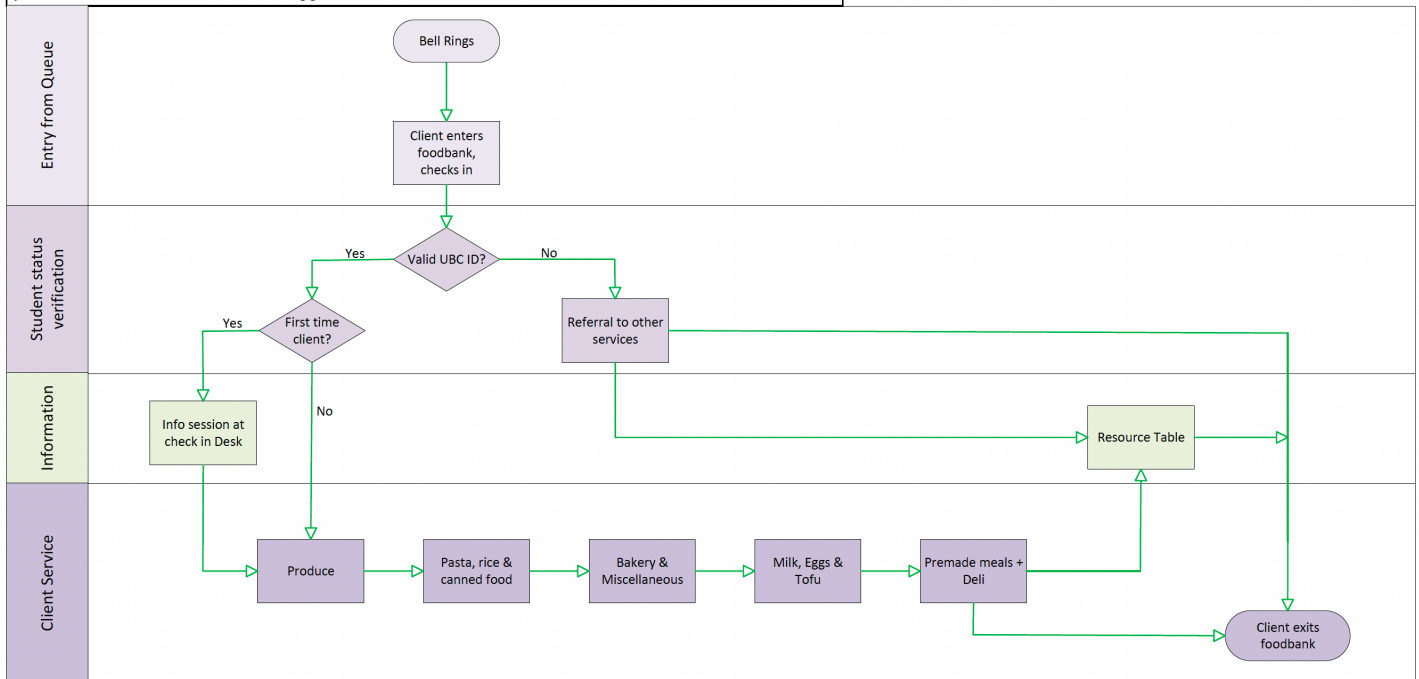 Entry from Queue
Bell Rings
Client enters
foodbank,
checks in
Student status
verification
Valid UBC ID?
Yes
No
First time
client?
Yes
No
Referral to other
services
Information
Info session at
check in Desk
Resource Table
Client Service
Produce
Pasta, rice &
canned food
Bakery &
Miscellaneous
Milk, Eggs &
Tofu
Premade meals +
Deli
Client exits
foodbank